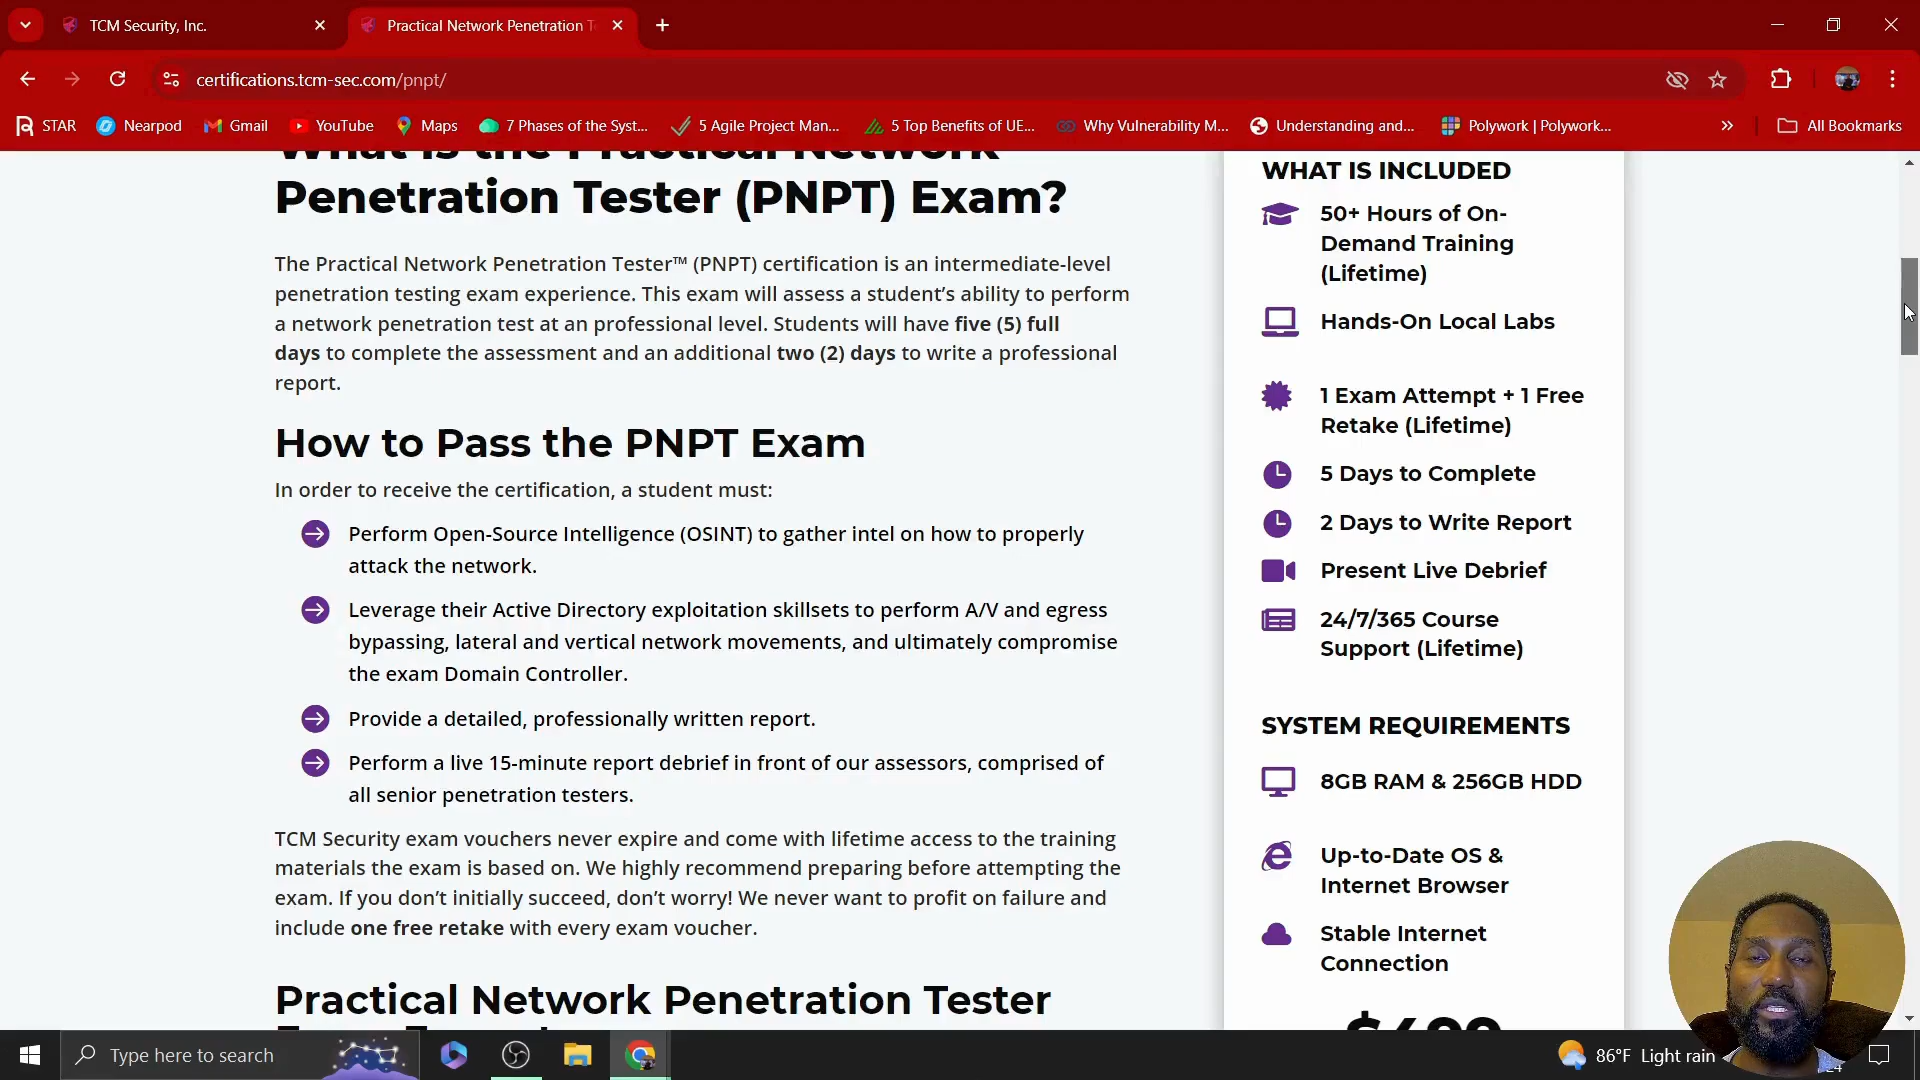 TCM Security, Inc.
Practical Network Penetration T
certifications.tcm-sec.com/pnpt/
STAR
Nearpod
Gmail
YouTube
Maps
7 Phases of the Syst...
5 Agile Project Man...
5 Top Benefits of UE...
Why Vulnerability M...
Understanding and...
Polywork | Polywork...
All Bookmarks
What is the Practical Network
Penetration Tester (PNPT) Exam?
The Practical Network Penetration Tester™ (PNPT) certification is an intermediate-level
penetration testing exam experience. This exam will assess a student’s ability to perform
a network penetration test at an professional level. Students will have five (5) full
days to complete the assessment and an additional two (2) days to write a professional
report.
How to Pass the PNPT Exam
In order to receive the certification, a student must:
Perform Open-Source Intelligence (OSINT) to gather intel on how to properly
attack the network.
Leverage their Active Directory exploitation skillsets to perform A/V and egress
bypassing, lateral and vertical network movements, and ultimately compromise
the exam Domain Controller.
Provide a detailed, professionally written report.
Perform a live 15-minute report debrief in front of our assessors, comprised of
all senior penetration testers.
TCM Security exam vouchers never expire and come with lifetime access to the training
materials the exam is based on. We highly recommend preparing before attempting the
exam. If you don’t initially succeed, don’t worry! We never want to profit on failure and
include one free retake with every exam voucher.
Practical Network Penetration Tester
WHAT IS INCLUDED
50+ Hours of On-
Demand Training
(Lifetime)
Hands-On Local Labs
1 Exam Attempt + 1 Free
Retake (Lifetime)
5 Days to Complete
2 Days to Write Report
Present Live Debrief
24/7/365 Course
Support (Lifetime)
SYSTEM REQUIREMENTS
8GB RAM & 256GB HDD
Up-to-Date OS &
Internet Browser
Stable Internet
Connection
Type here to search
86°F Light rain